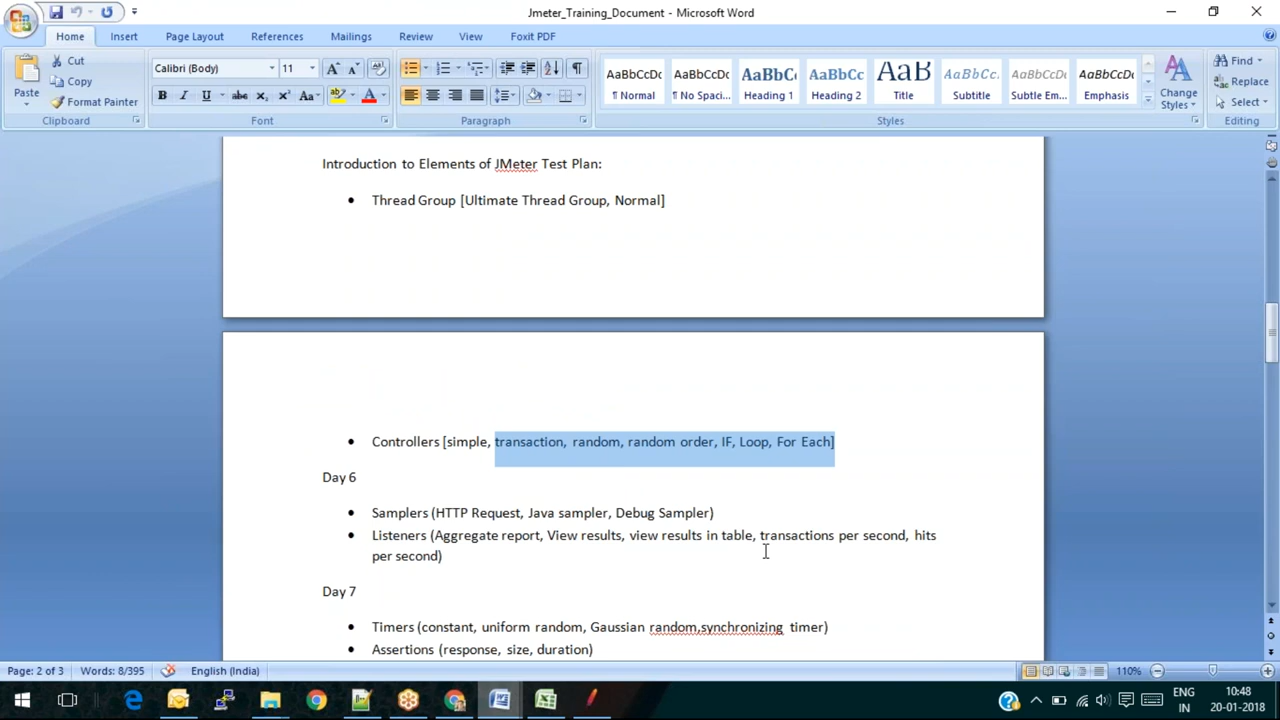 Jmeter_Training_Document - Microsoft Word
Home Insert Page Layout References Mailings Review View Foxit PDF
Paste Cut Copy Format Painter
Calibri (Body) 11
AaBbCcDc AaBbCcDc AaBbC AaBbCc AaB AaBbCc. AaBbCcDc AaBbCcDc
¶ Normal ¶ No Spaci... Heading 1 Heading 2 Title Subtitle Subtle Em... Emphasis
Change Styles
Find Replace Select
Clipboard Font Paragraph Styles Editing
Introduction to Elements of JMeter Test Plan:
• Thread Group [Ultimate Thread Group, Normal]
• Controllers [simple, transaction, random, random order, IF, Loop, For Each]
Day 6
• Samplers (HTTP Request, Java sampler, Debug Sampler)
• Listeners (Aggregate report, View results, view results in table, transactions per second, hits
per second)
Day 7
• Timers (constant, uniform random, Gaussian random,synchronizing timer)
• Assertions (response, size, duration)
Page: 2 of 3 Words: 8/395 English (India) 110%
ENG 10:48
IN 20-01-2018